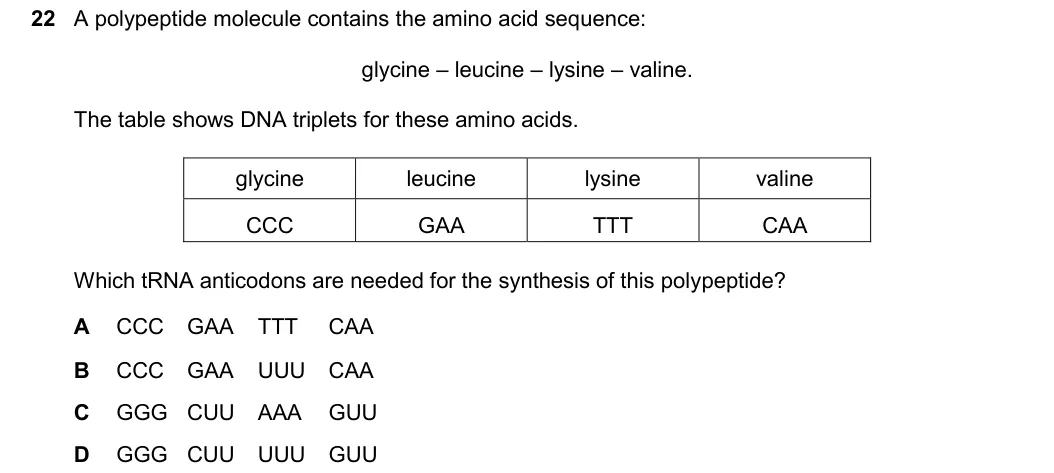 22 A polypeptide molecule contains the amino acid sequence:
glycine – leucine – lysine – valine.
The table shows DNA triplets for these amino acids.
glycine leucine lysine valine
CCC GAA TTT CAA
Which tRNA anticodons are needed for the synthesis of this polypeptide?
A CCC GAA TTT CAA
B CCC GAA UUU CAA
C GGG CUU AAA GUU
D GGG CUU UUU GUU